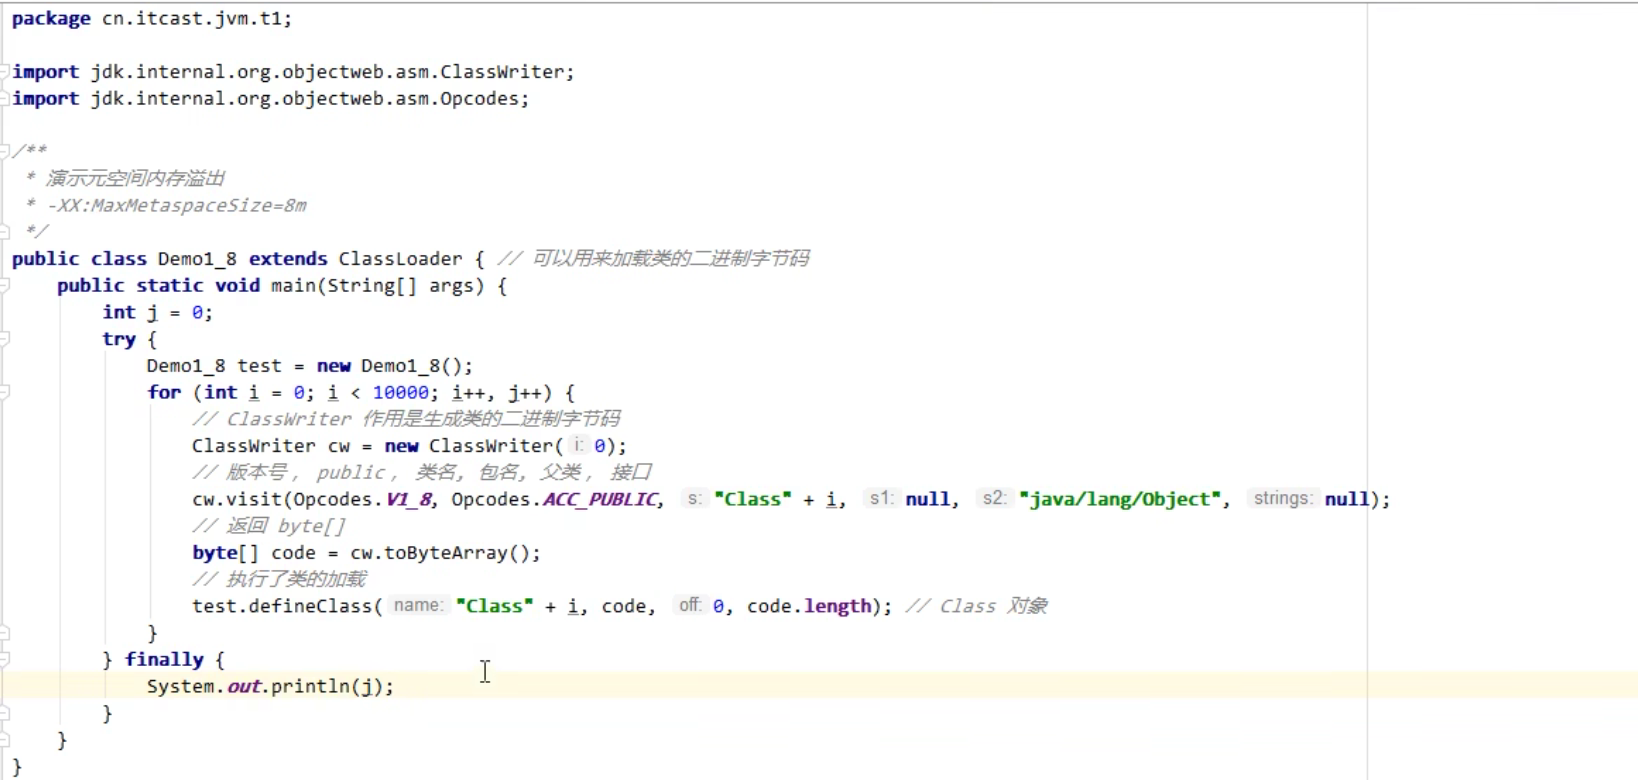 package cn.itcast.jvm.t1;
import jdk.internal.org.objectweb.asm.ClassWriter;
import jdk.internal.org.objectweb.asm.Opcodes;
/**
 * 演示元空间内存溢出
 * -XX:MaxMetaspaceSize=8m
 */
public class Demo1_8 extends ClassLoader { // 可以用来加载类的二进制字节码
    public static void main(String[] args) {
        int j = 0;
        try {
            Demo1_8 test = new Demo1_8();
            for (int i = 0; i < 10000; i++, j++) {
                // ClassWriter 作用是生成类的二进制字节码
                ClassWriter cw = new ClassWriter( i: 0);
                // 版本号, public, 类名, 包名, 父类, 接口
                cw.visit(Opcodes.V1_8, Opcodes.ACC_PUBLIC, s: "Class" + i, s1: null, s2: "java/lang/Object", strings: null);
                // 返回 byte[]
                byte[] code = cw.toByteArray();
                // 执行了类的加载
                test.defineClass( name: "Class" + i, code, off: 0, code.length); // Class 对象
            }
        } finally {
            System.out.println(j);
        }
    }
}